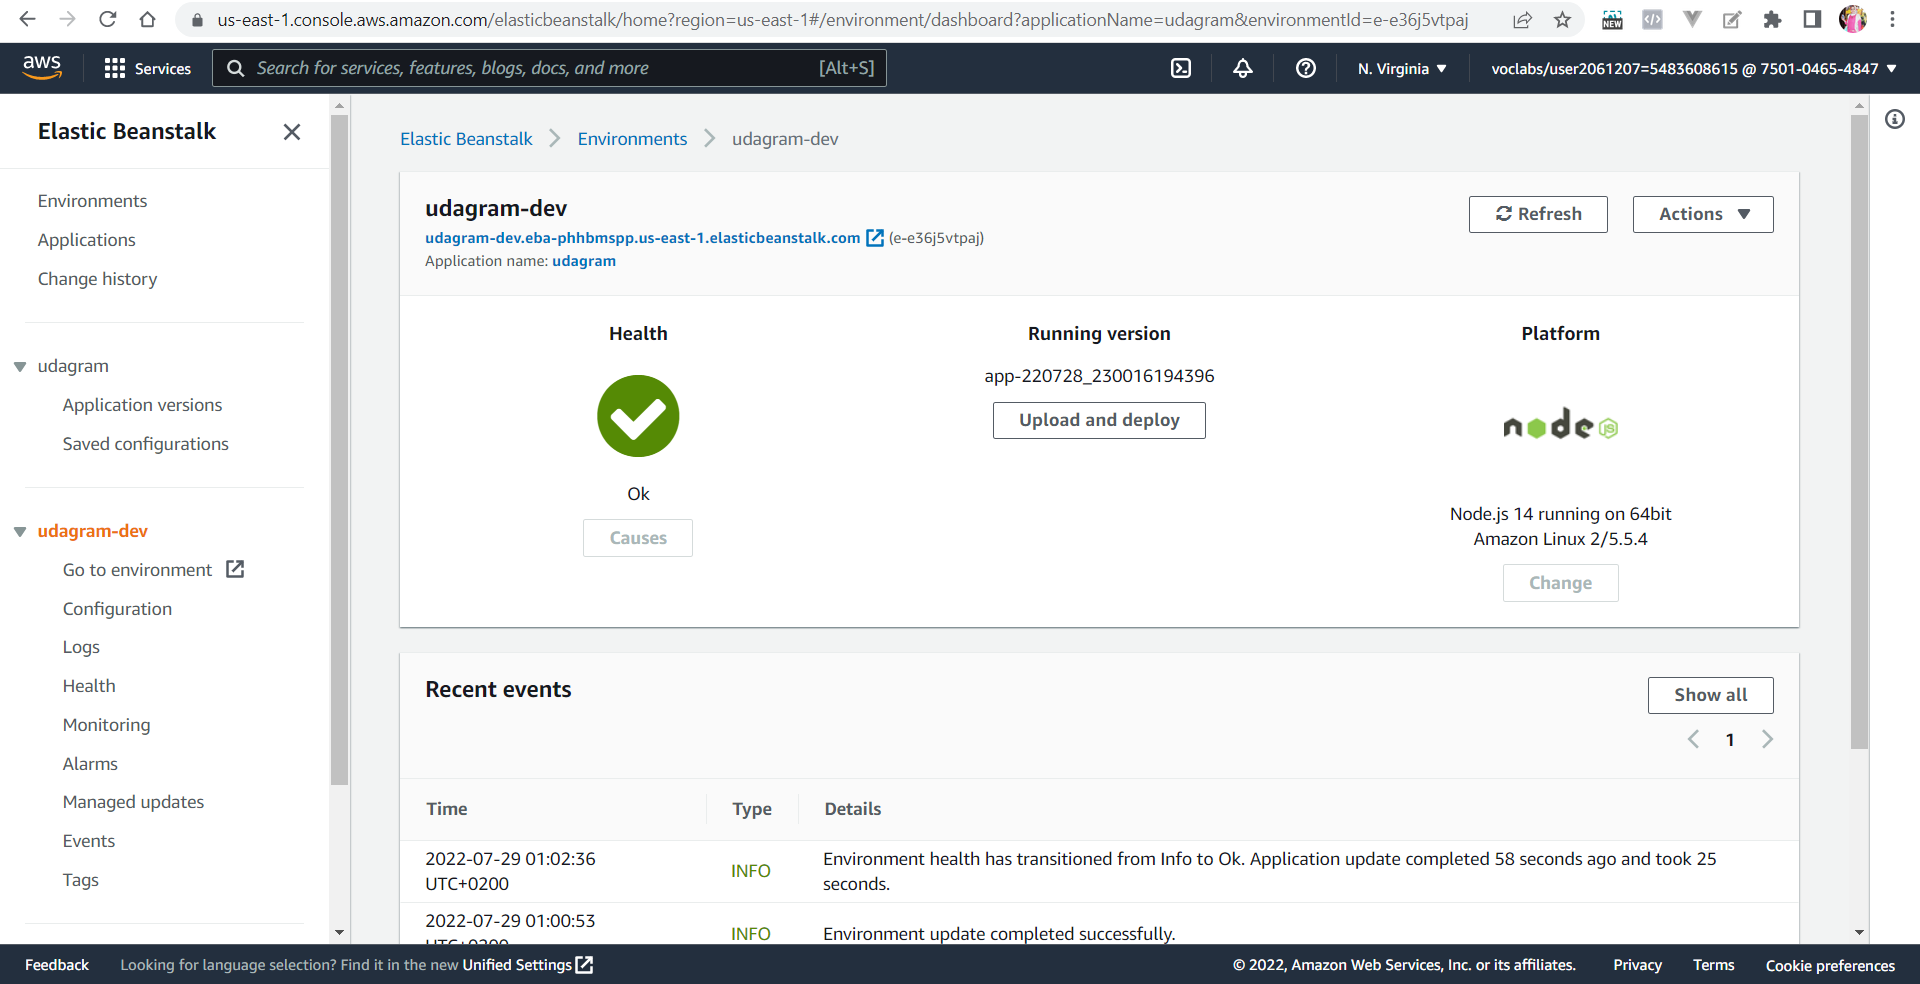 us-east-1.console.aws.amazon.com/elasticbeanstalk/home?region=us-east-1#/environment/dashboard?applicationName=udagram&environmentId=e-e36j5vtpaj
NEW
aws
Services
Search for services, features, blogs, docs, and more
[Alt+S]
N. Virginia
voclabs/user2061207=5483608615 @ 7501-0465-4847
Elastic Beanstalk
Environments
Applications
Change history
udagram
Application versions
Saved configurations
udagram-dev
Go to environment
Configuration
Logs
Health
Monitoring
Alarms
Managed updates
Events
Tags
Elastic Beanstalk
Environments
udagram-dev
udagram-dev
udagram-dev.eba-phhbmspp.us-east-1.elasticbeanstalk.com (e-e36j5vtpaj)
Application name: udagram
Refresh
Actions
Health
Ok
Causes
Running version
app-220728_230016194396
Upload and deploy
Platform
node
JS
Node.js 14 running on 64bit
Amazon Linux 2/5.5.4
Change
Recent events
Show all
1
Time
Type
Details
2022-07-29 01:02:36
UTC+0200
INFO
Environment health has transitioned from Info to Ok. Application update completed 58 seconds ago and took 25
seconds.
2022-07-29 01:00:53
UTC+0200
INFO
Environment update completed successfully.
Feedback
Looking for language selection? Find it in the new Unified Settings
© 2022, Amazon Web Services, Inc. or its affiliates.
Privacy
Terms
Cookie preferences